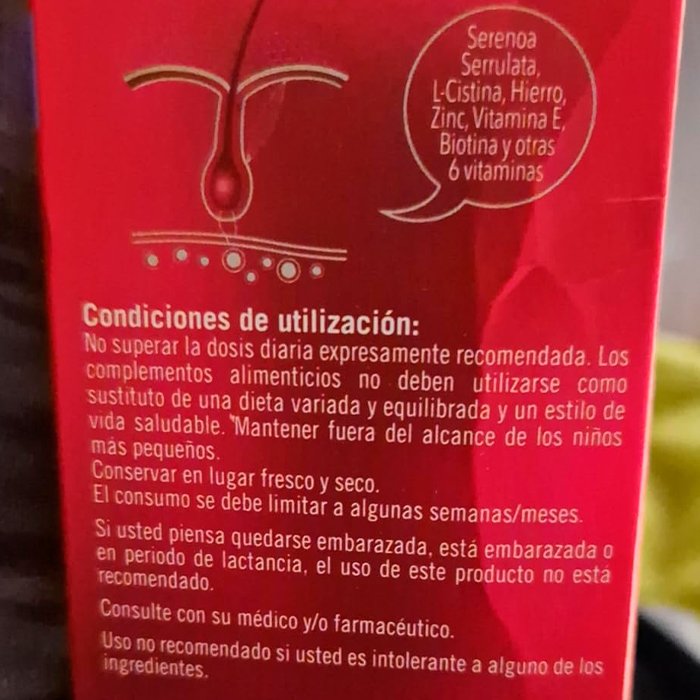 Serenoa
Serrulata,
L-Cistina, Hierro,
Zinc, Vitamina E,
Biotina y otras
6 vitaminas
Condiciones de utilización:
No superar la dosis diaria expresamente recomendada. Los
complementos alimenticios no deben utilizarse como
sustituto de una dieta variada y equilibrada y un estilo de
vida saludable. Mantener fuera del alcance de los niños
más pequeños.
Conservar en lugar fresco y seco.
El consumo se debe limitar a algunas semanas/meses.
Si usted piensa quedarse embarazada, está embarazada o
en periodo de lactancia, el uso de este producto no está
recomendado.
Consulte con su médico y/o farmacéutico.
Uso no recomendado si usted es intolerante a alguno de los
ingredientes.